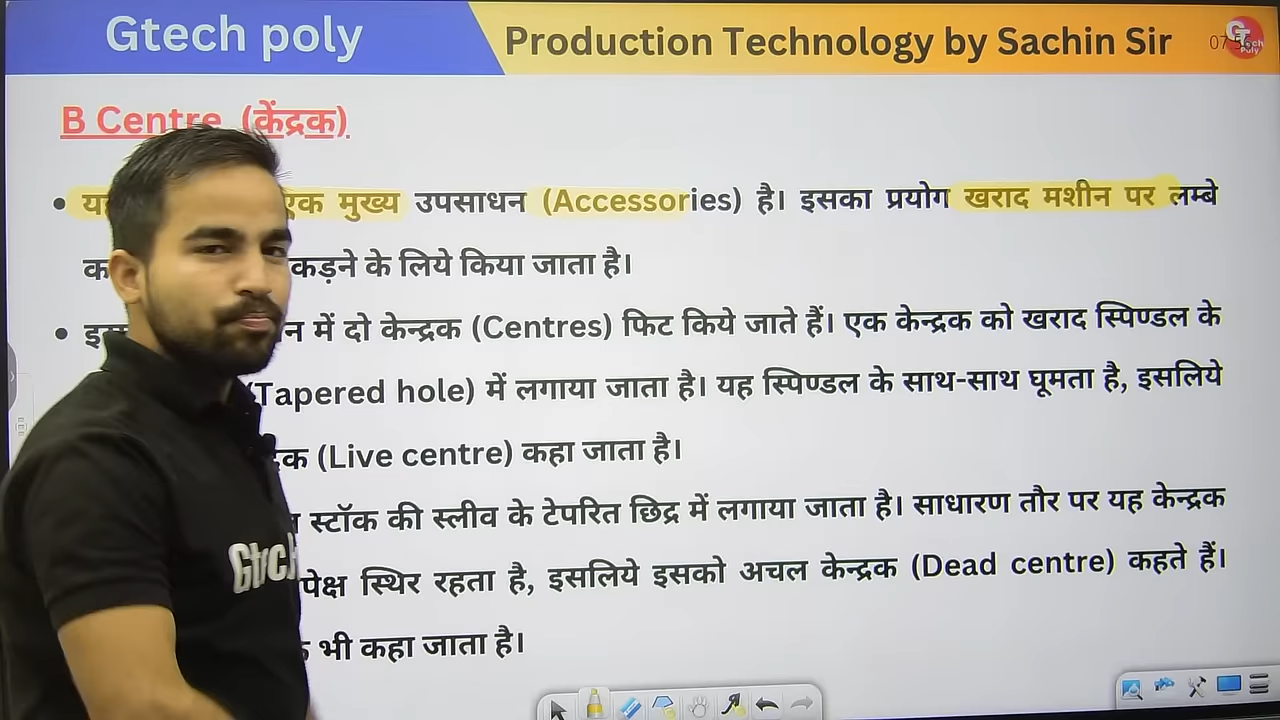 Gtech poly
Production Technology by Sachin Sir
B Centre (केंद्रक)
एक मुख्य उपसाधन (Accessories) है। इसका प्रयोग खराद मशीन पर लम्बे
के लिये किया जाता है।
में दो केन्द्रक (Centres) फिट किये जाते हैं। एक केन्द्रक को खराद स्पिण्डल के
(Tapered hole) में लगाया जाता है। यह स्पिण्डल के साथ-साथ घूमता है, इसलिये
(Live centre) कहा जाता है।
स्टॉक की स्लीव के टेपरित छिद्र में लगाया जाता है। साधारण तौर पर यह केन्द्रक
स्थिर रहता है, इसलिये इसको अचल केन्द्रक (Dead centre) कहते हैं।
भी कहा जाता है।